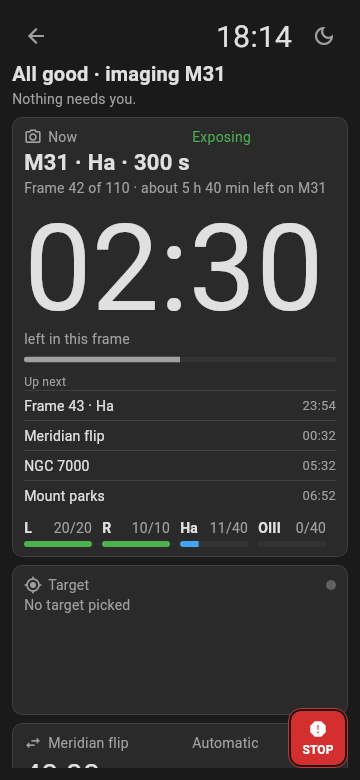 18:14
All good · imaging M31
Nothing needs you.
Now Exposing
M31 · Ha · 300 s
Frame 42 of 110 · about 5 h 40 min left on M31
02:30
left in this frame
Up next
Frame 43 · Ha 23:54
Meridian flip 00:32
NGC 7000 05:32
Mount parks 06:52
L 20/20 R 10/10 Ha 11/40 OIII 0/40
Target
No target picked
Meridian flip Automatic
STOP